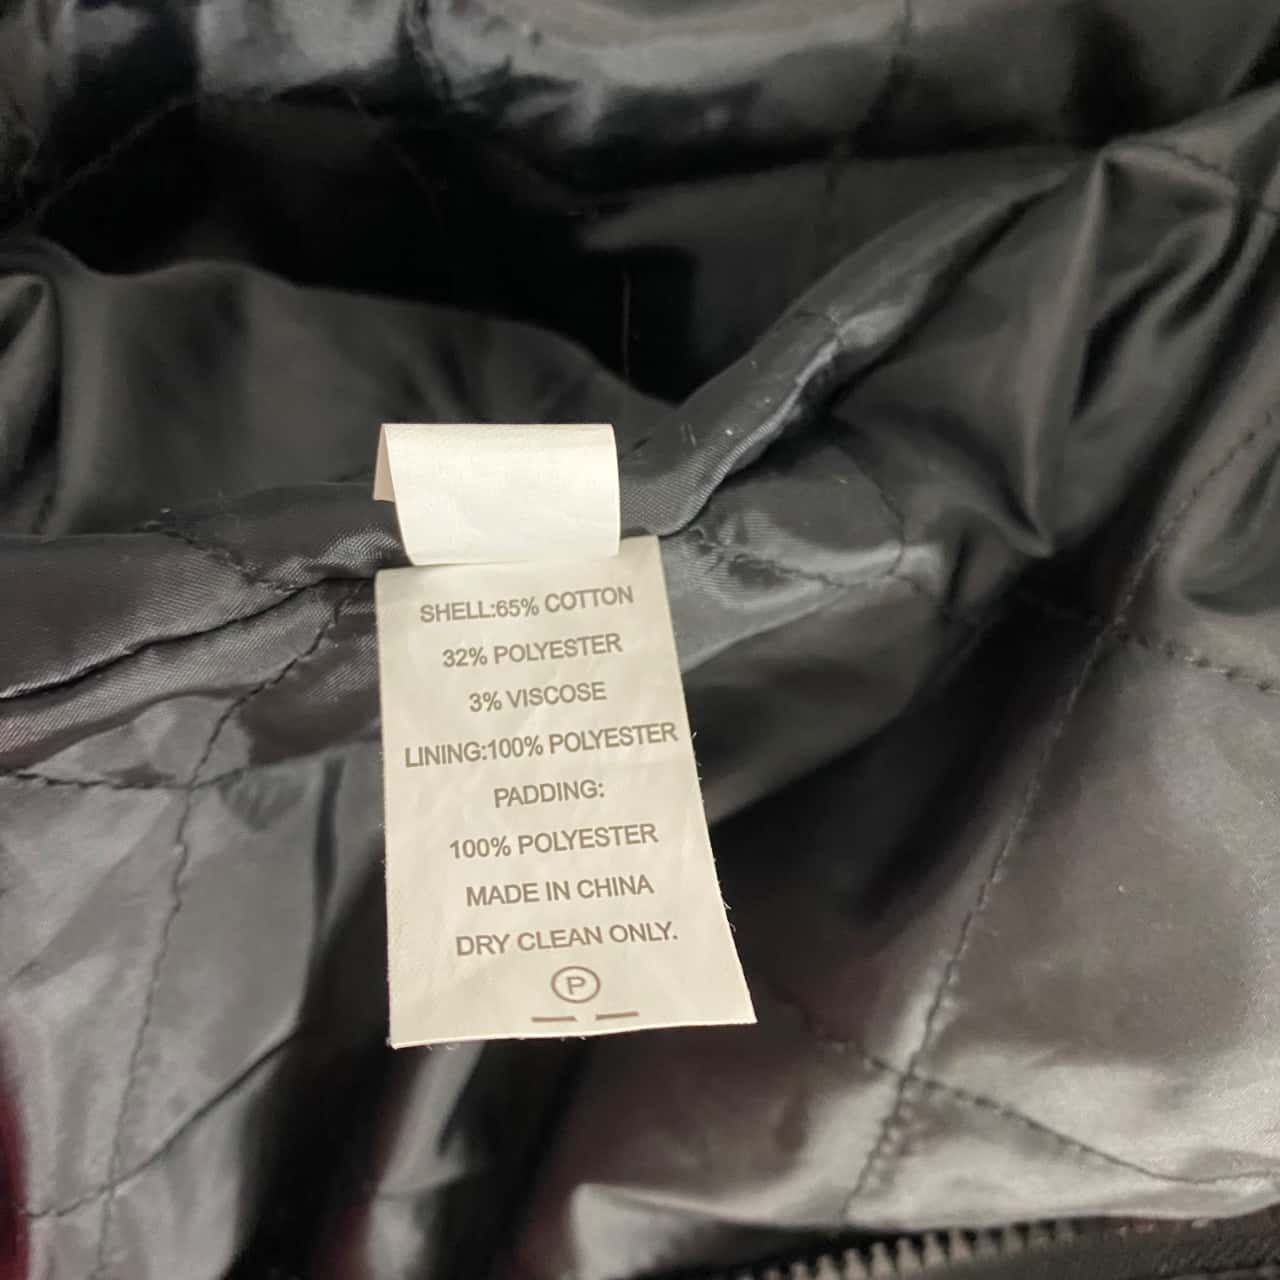 SHELL:65% COTTON
32% POLYESTER
3% VISCOSE
LINING:100% POLYESTER
PADDING:
100% POLYESTER
MADE IN CHINA
DRY CLEAN ONLY.
P